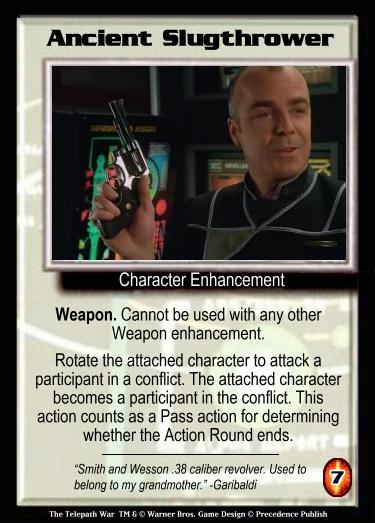 Ancient Slugthrower
Character Enhancement
Weapon. Cannot be used with any other
Weapon enhancement.
Rotate the attached character to attack a
participant in a conflict. The attached character
becomes a participant in the conflict. This
action counts as a Pass action for determining
whether the Action Round ends.
"Smith and Wesson .38 caliber revolver. Used to
belong to my grandmother." -Garibaldi
7
The Telepath War TM & © Warner Bros. Game Design © Precedence Publish